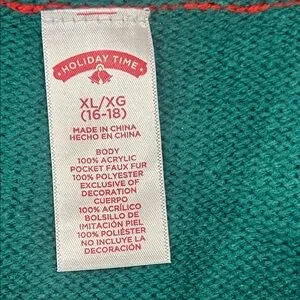 HOLIDAY TIME
XL/XG
(16-18)
MADE IN CHINA
HECHO EN CHINA
BODY
100% ACRYLIC
POCKET FAUX FUR
100% POLYESTER
EXCLUSIVE OF
DECORATION
CUERPO
100% ACRÍLICO
BOLSILLO DE
IMITACIÓN PIEL
100% POLIÉSTER
NO INCLUYE LA
DECORACIÓN